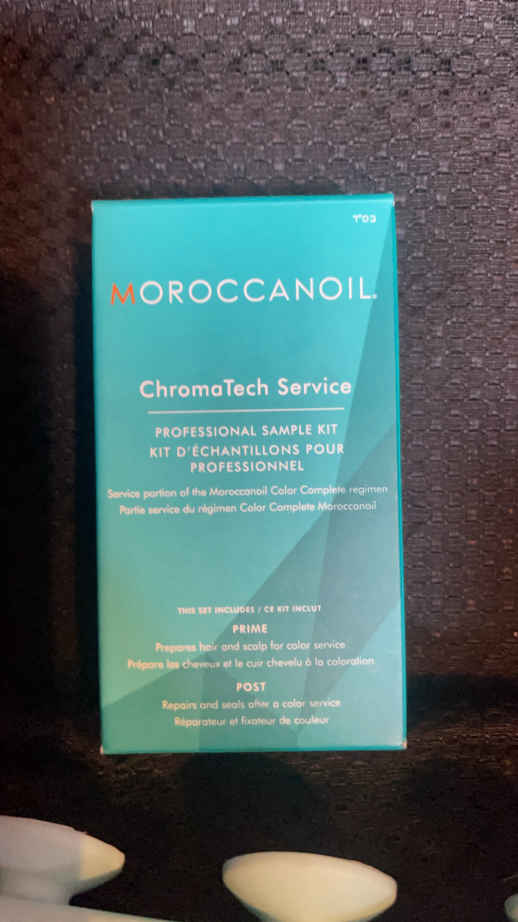 בס"ד
MOROCCANOIL®
ChromaTech Service
PROFESSIONAL SAMPLE KIT
KIT D'ÉCHANTILLONS POUR
PROFESSIONNEL
Service portion of the Moroccanoil Color Complete regimen
Partie service du régimen Color Complete Moroccanoil
THIS SET INCLUDES / CE KIT INCLUT
PRIME
Prepares hair and scalp for color service
Prépare les cheveux et le cuir chevelu à la coloration
POST
Repairs and seals after a color service
Réparateur et fixateur de couleur